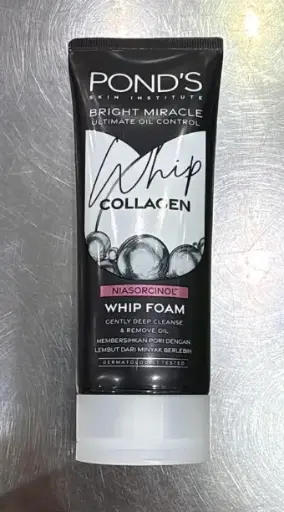 POND'S
SKIN INSTITUTE
BRIGHT MIRACLE
ULTIMATE OIL CONTROL
Whip
COLLAGEN
NIASORCINOL
WHIP FOAM
GENTLY DEEP CLEANSE
& REMOVE OIL
MEMBERSIHKAN PORI DENGAN
LEMBUT DARI MINYAK BERLEBIH
DERMATOLOGIST TESTED